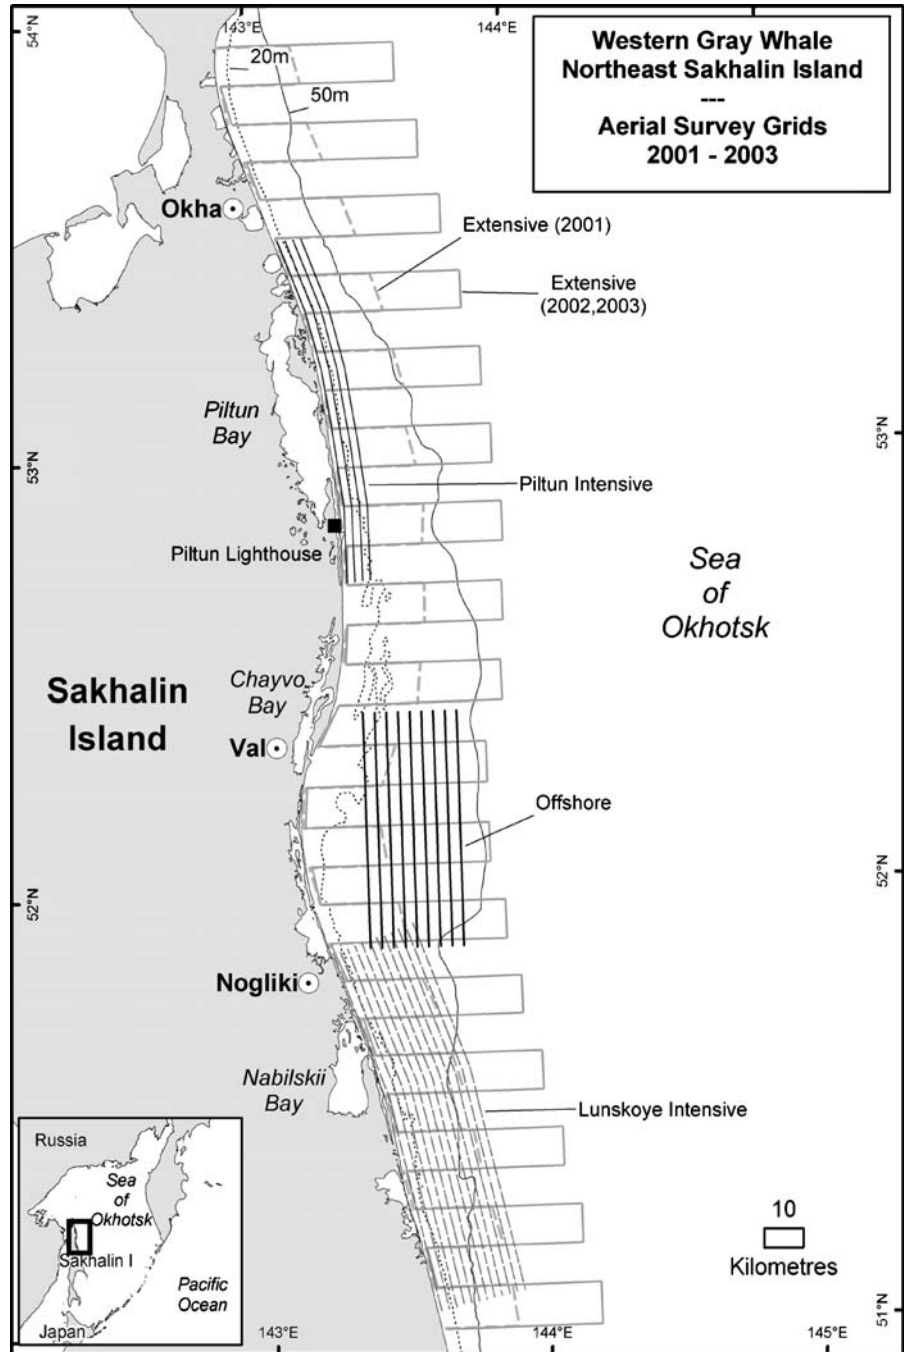 143°E
144°E
54°N
Western Gray Whale
Northeast Sakhalin Island
---
Aerial Survey Grids
2001 - 2003
20m
50m
Okha
Extensive (2001)
Extensive
(2002,2003)
Piltun
Bay
53°N
53°N
Piltun Intensive
Piltun Lighthouse
Sea
of
Okhotsk
Chayvo
Bay
Sakhalin
Island
Val
Offshore
52°N
52°N
Nogliki
Nabilskii
Bay
Lunskoye Intensive
Russia
Sea
of
Okhotsk
Sakhalin I
Pacific
Ocean
Japan
10
Kilometres
51°N
143°E
144°E
145°E